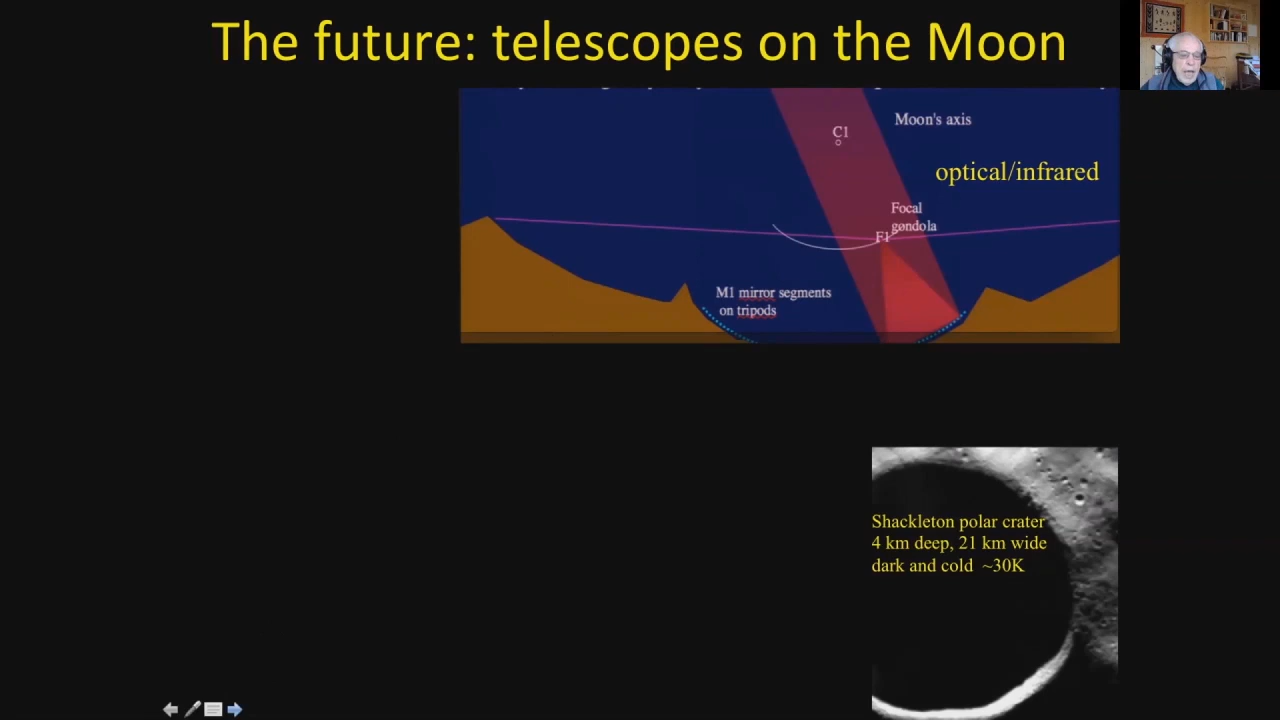 The future: telescopes on the Moon
Moon's axis
C1
optical/infrared
Focal
gondola
F1
M1 mirror segments
on tripods
Shackleton polar crater
4 km deep, 21 km wide
dark and cold ~30K